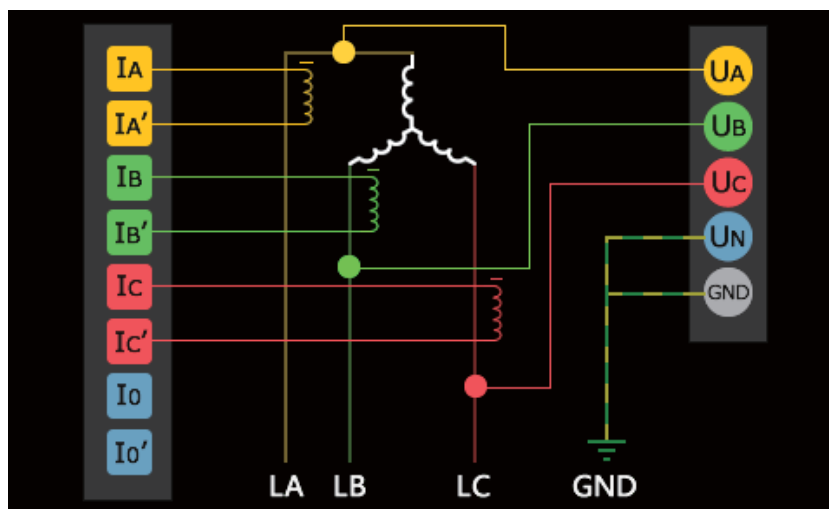 IA
IA′
IB
IB′
IC
IC′
I0
I0′
UA
UB
UC
UN
GND
LA LB LC GND